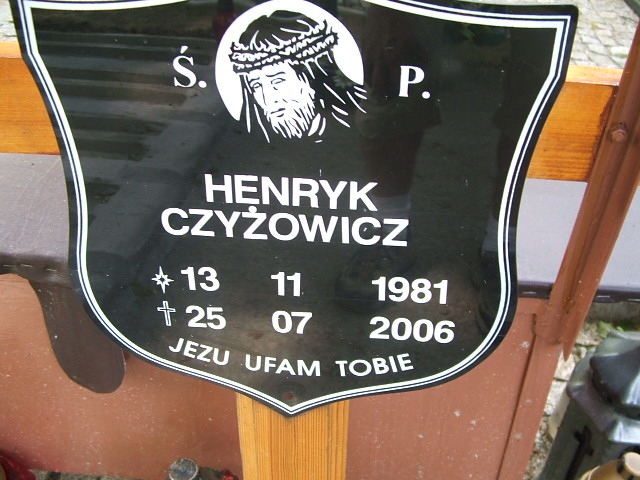 Ś. P.
HENRYK
CZYŻOWICZ
13 11 1981
25 07 2006
JEZU UFAM TOBIE